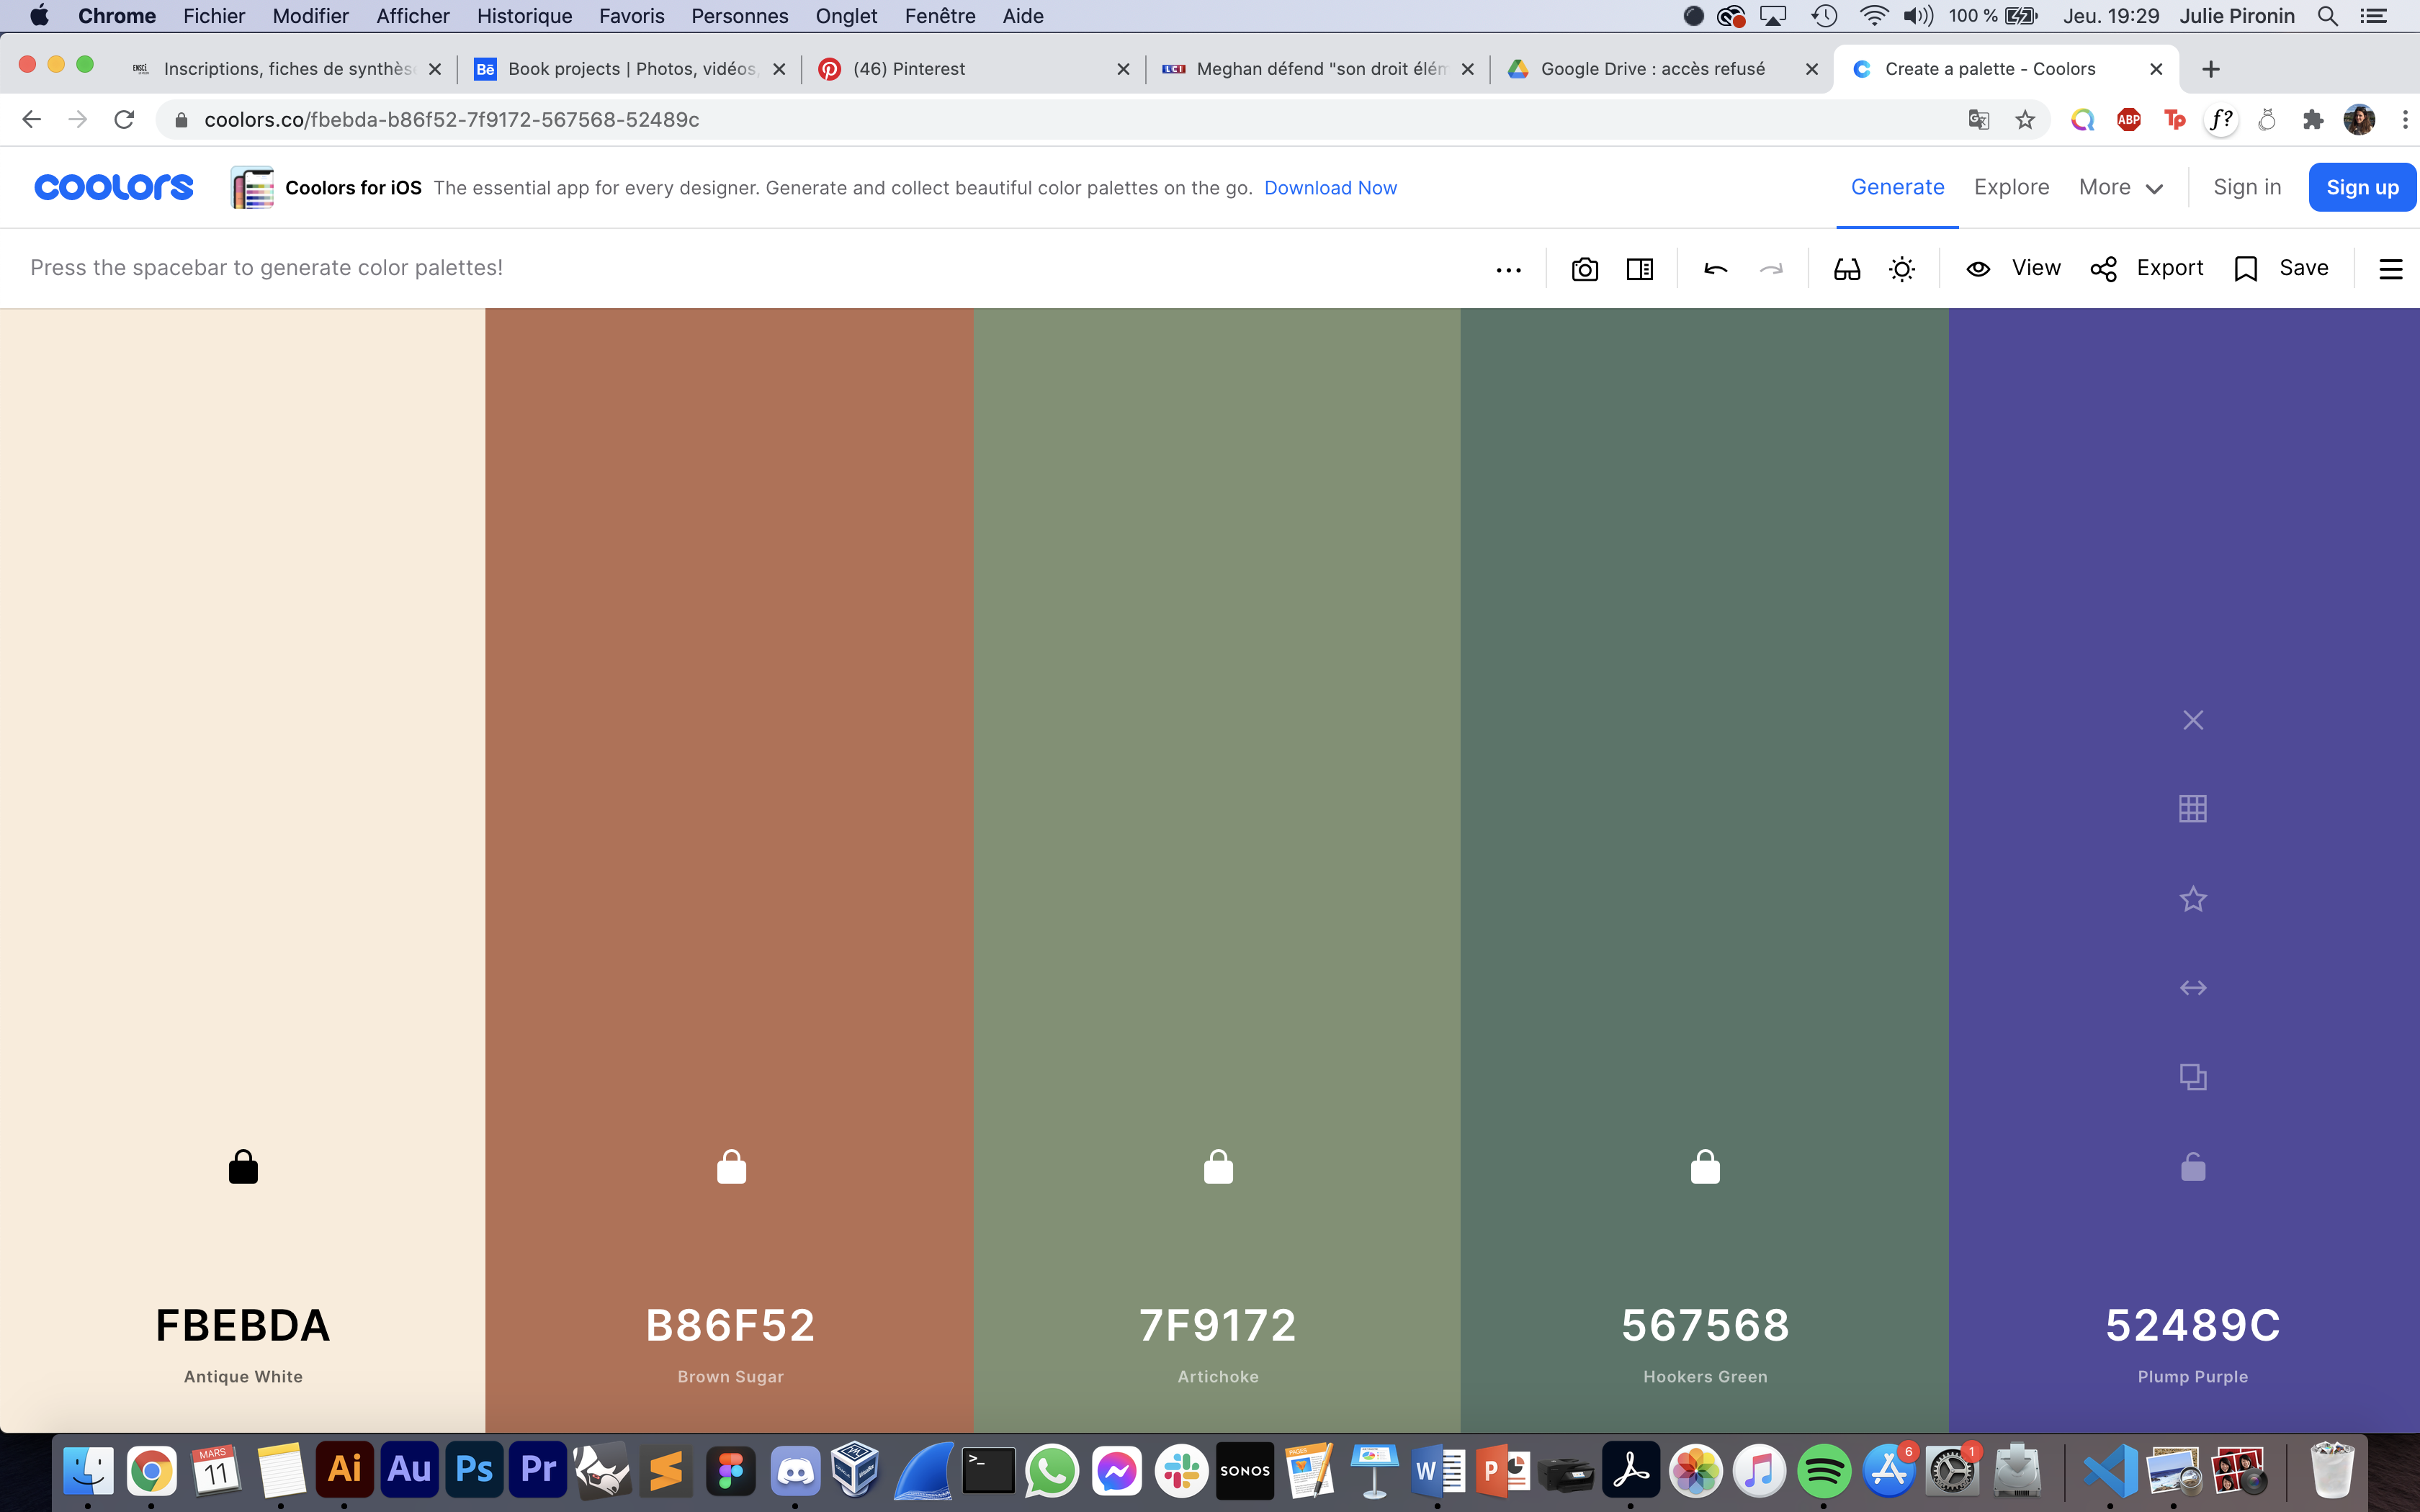 Chrome Fichier Modifier Afficher Historique Favoris Personnes Onglet Fenêtre Aide 100 % Jeu. 19:29 Julie Pironin
Inscriptions, fiches de synthès Book projects | Photos, vidéos, (46) Pinterest LCI Meghan défend "son droit élém Google Drive : accès refusé Create a palette - Coolors
coolors.co/fbebda-b86f52-7f9172-567568-52489c ABP Tp f?
coolors Coolors for iOS The essential app for every designer. Generate and collect beautiful color palettes on the go. Download Now Generate Explore More Sign in Sign up
Press the spacebar to generate color palettes! View Export Save
FBEBDA B86F52 7F9172 567568 52489C
Antique White Brown Sugar Artichoke Hookers Green Plump Purple
MARS 11 Ai Au Ps Pr >_ SONOS PAGES W P 6 1